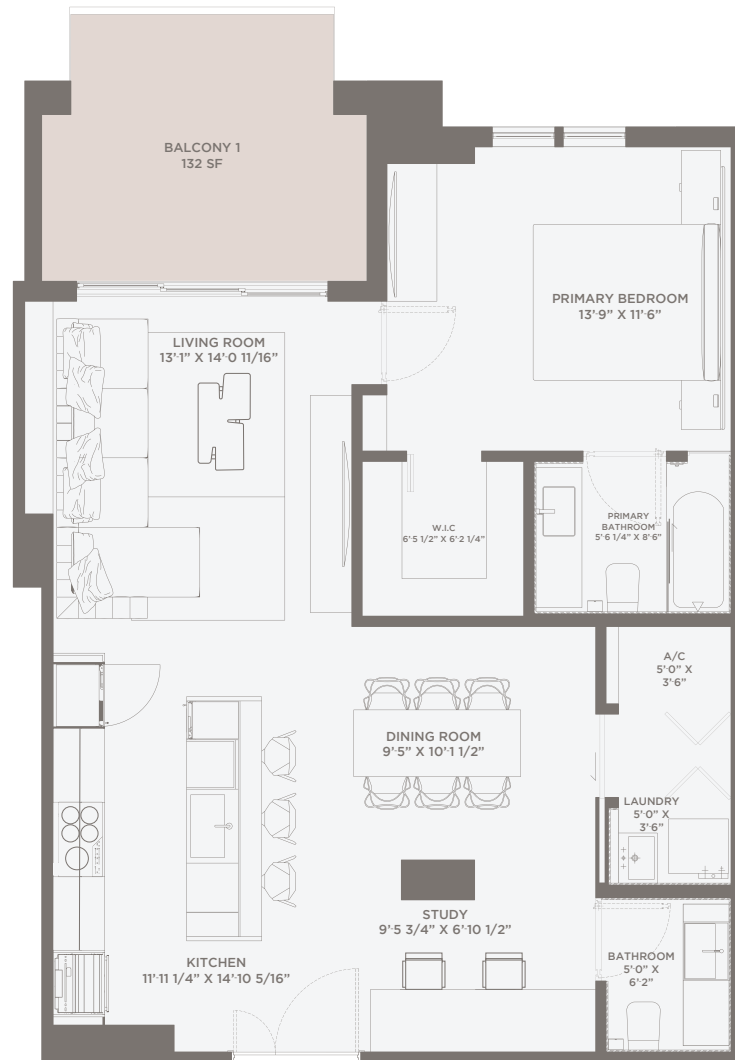 BALCONY 1
132 SF
PRIMARY BEDROOM
13'9" X 11'6"
LIVING ROOM
13'1" X 14'0 11/16"
W.I.C
6'5 1/2" X 6'2 1/4"
PRIMARY
BATHROOM
5'6 1/4" X 8'6"
A/C
5'0" X
3'6"
DINING ROOM
9'5" X 10'1 1/2"
LAUNDRY
5'0" X
3'6"
STUDY
9'5 3/4" X 6'10 1/2"
KITCHEN
11'11 1/4" X 14'10 5/16"
BATHROOM
5'0" X
6'2"